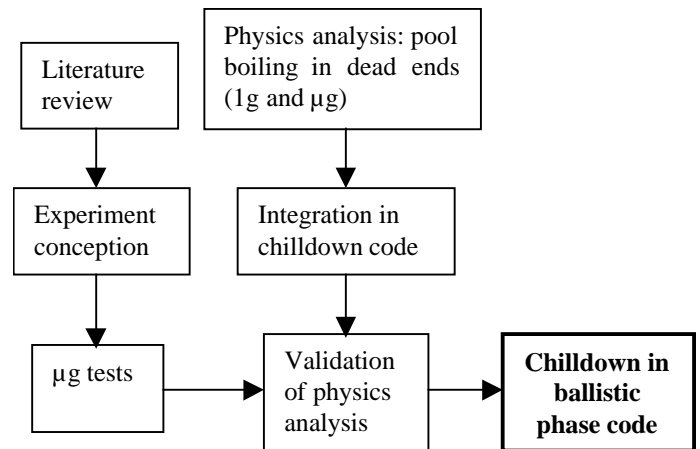 Literature
review
Physics analysis: pool
boiling in dead ends
(1g and µg)
Experiment
conception
Integration in
chilldown code
µg tests
Validation
of physics
analysis
Chilldown in
ballistic
phase code